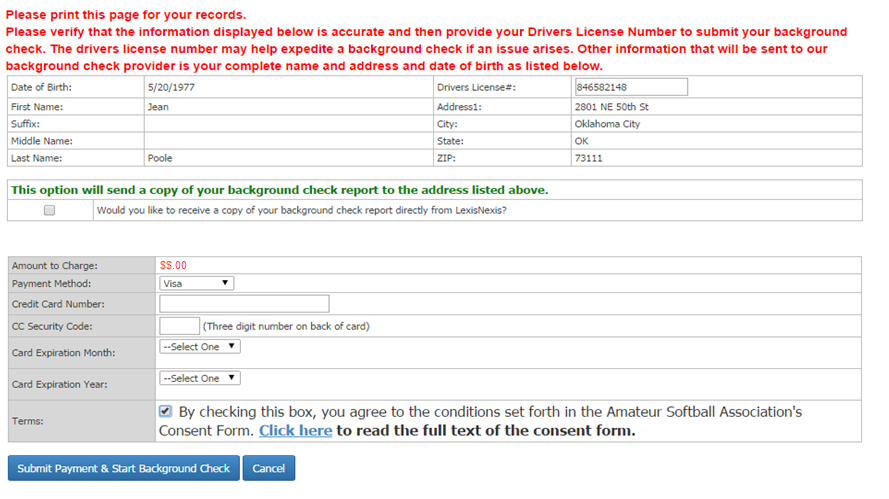 Please print this page for your records.
Please verify that the information displayed below is accurate and then provide your Drivers License Number to submit your background
check. The drivers license number may help expedite a background check if an issue arises. Other information that will be sent to our
background check provider is your complete name and address and date of birth as listed below.
Date of Birth: 5/20/1977 Drivers License#: 846582148
First Name: Jean Address1: 2801 NE 50th St
Suffix: City: Oklahoma City
Middle Name: State: OK
Last Name: Poole ZIP: 73111
This option will send a copy of your background check report to the address listed above.
Would you like to receive a copy of your background check report directly from LexisNexis?
Amount to Charge: $$.00
Payment Method: Visa
Credit Card Number:
CC Security Code: (Three digit number on back of card)
Card Expiration Month: --Select One
Card Expiration Year: --Select One
Terms: By checking this box, you agree to the conditions set forth in the Amateur Softball Association's
Consent Form. Click here to read the full text of the consent form.
Submit Payment & Start Background Check Cancel